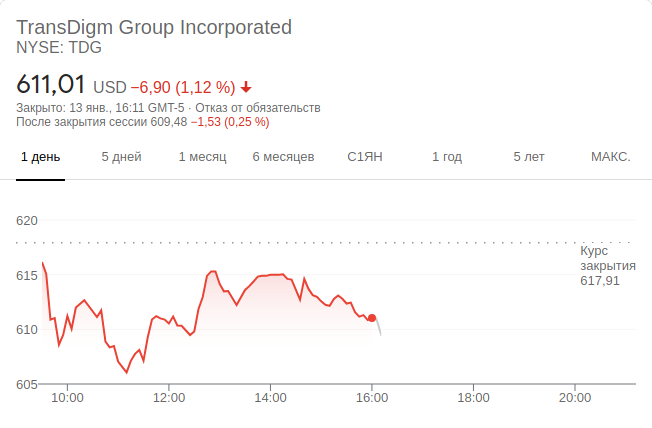 TransDigm Group Incorporated
NYSE: TDG
611,01 USD −6,90 (1,12 %)
Закрыто: 13 янв., 16:11 GMT-5 · Отказ от обязательств
После закрытия сессии 609,48 −1,53 (0,25 %)
1 день 5 дней 1 месяц 6 месяцев С1ЯН 1 год 5 лет МАКС.
620
Курс
закрытия
617,91
615
610
605
10:00 12:00 14:00 16:00 18:00 20:00